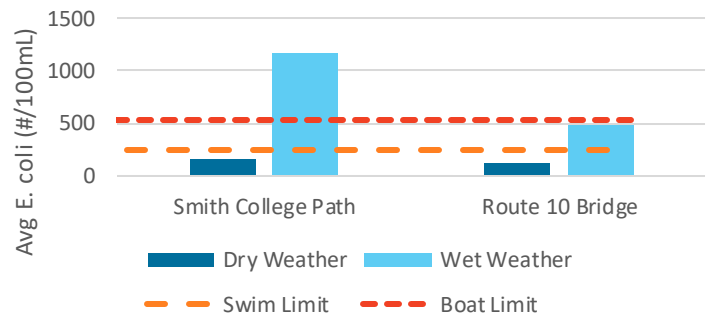 Avg E. coli (#/100mL)
1500
1000
500
0
Smith College Path Route 10 Bridge
Dry Weather Wet Weather
Swim Limit Boat Limit